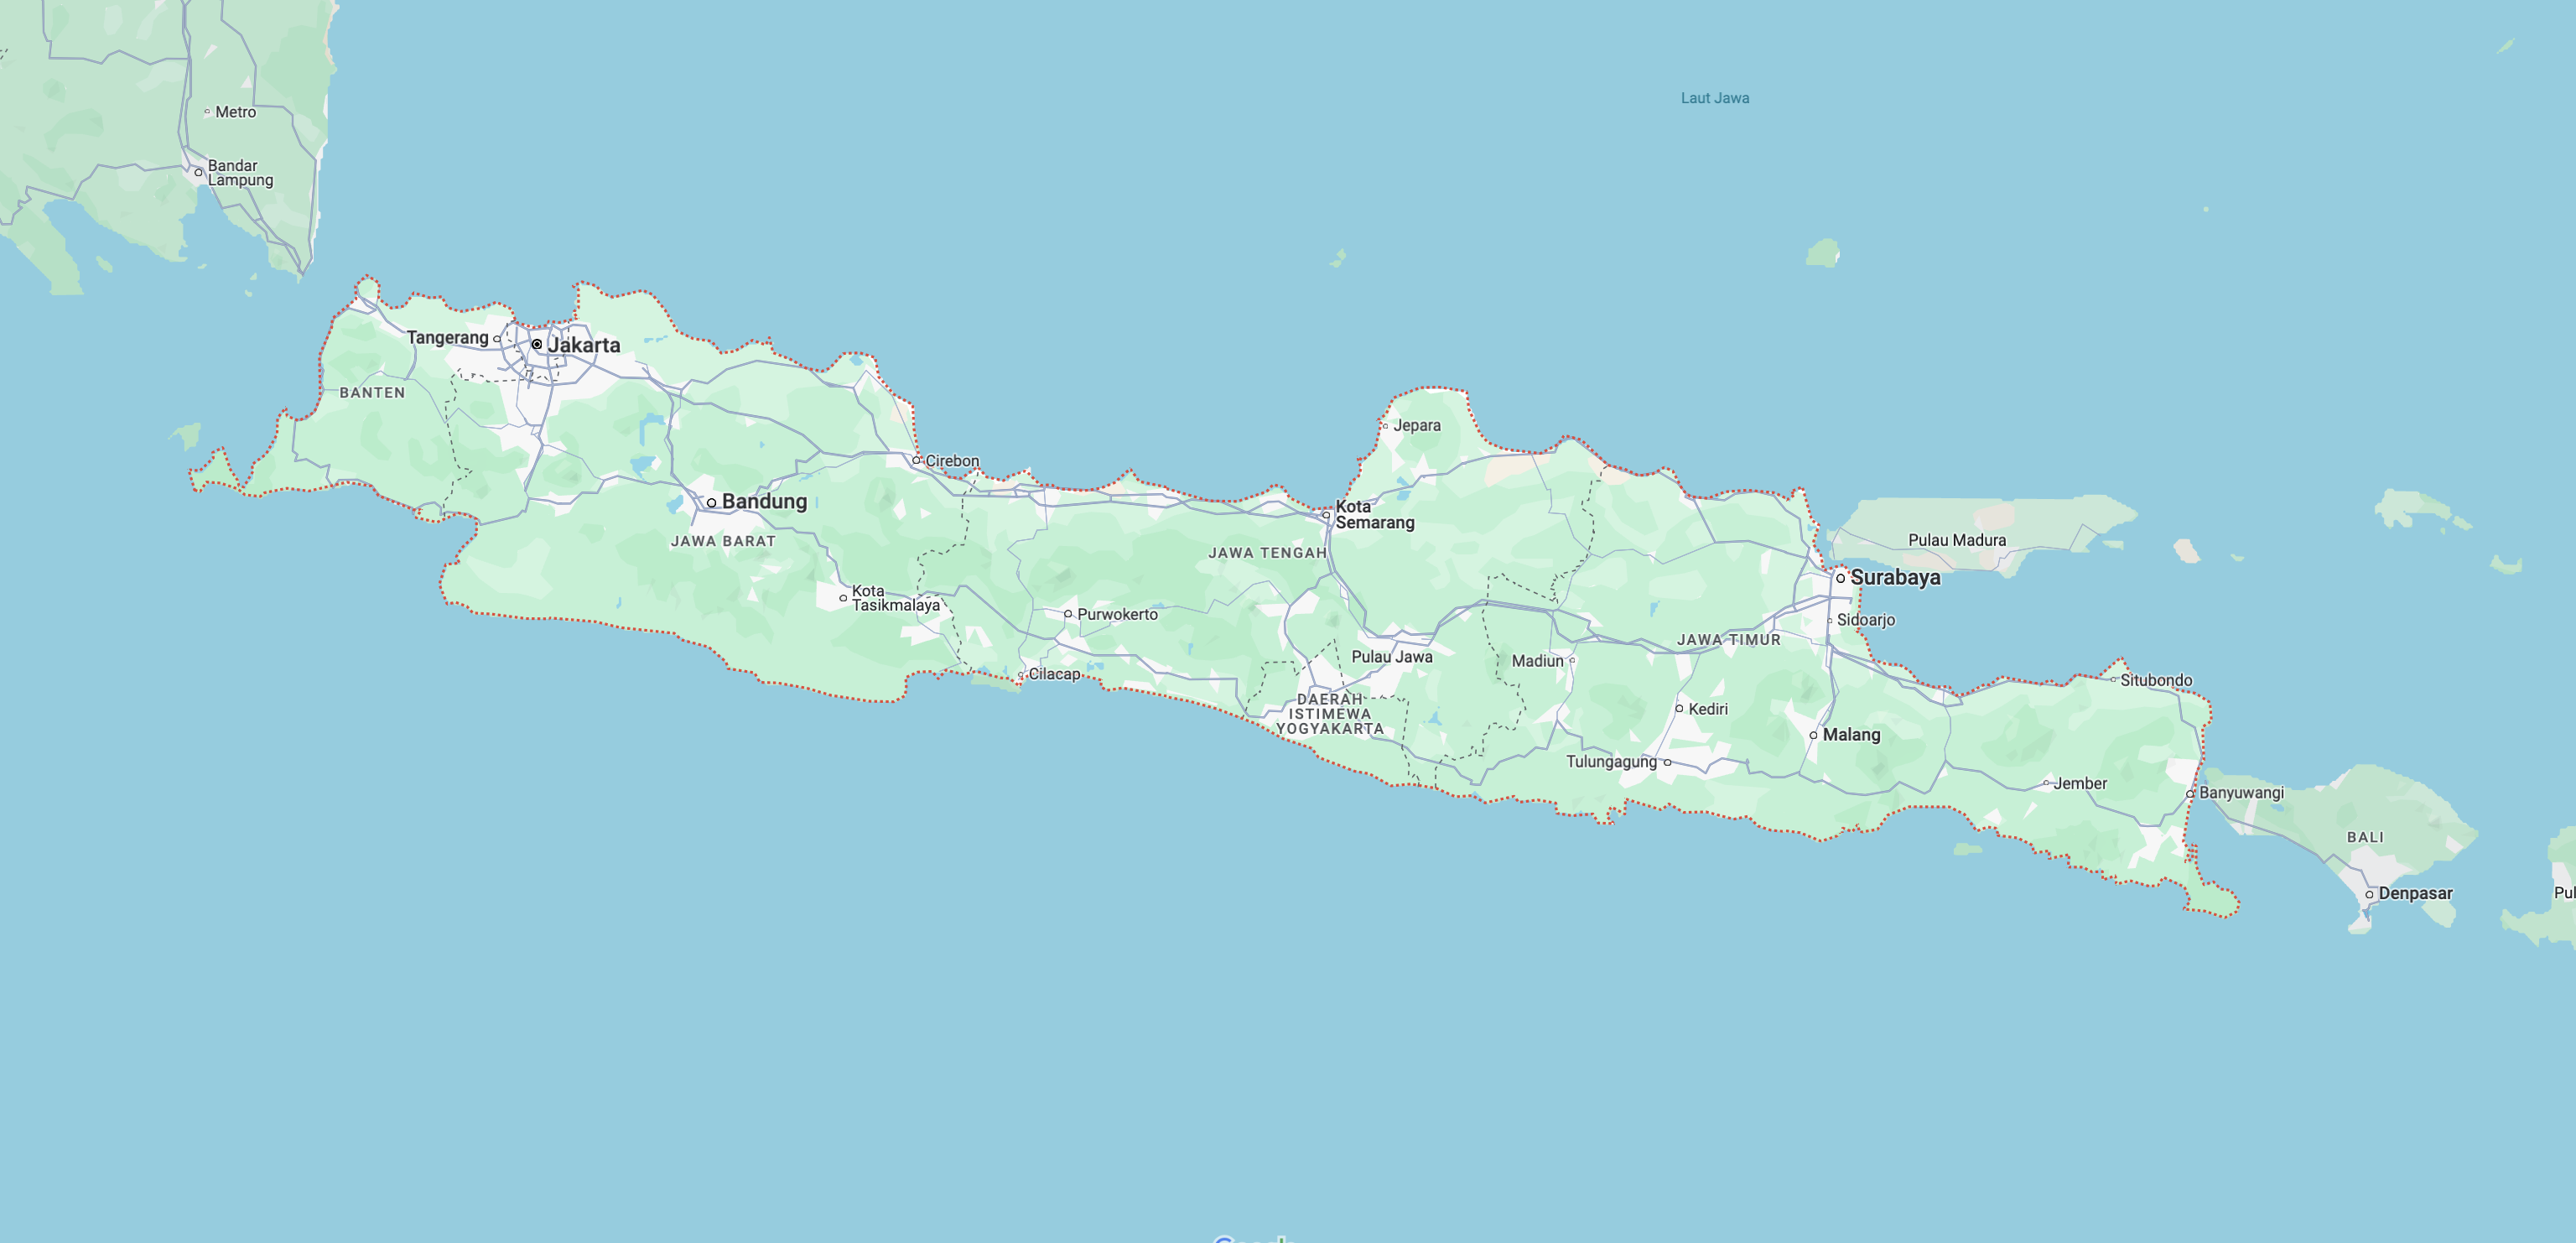 Laut Jawa
Metro
Bandar
Lampung
Tangerang
Jakarta
BANTEN
Jepara
Cirebon
Bandung
Kota
Semarang
JAWA BARAT
JAWA TENGAH
Pulau Madura
Surabaya
Kota
Tasikmalaya
Purwokerto
Sidoarjo
JAWA TIMUR
Pulau Jawa
Madiun
Cilacap
Situbondo
DAERAH
ISTIMEWA
YOGYAKARTA
Kediri
Malang
Tulungagung
Jember
Banyuwangi
BALI
Denpasar